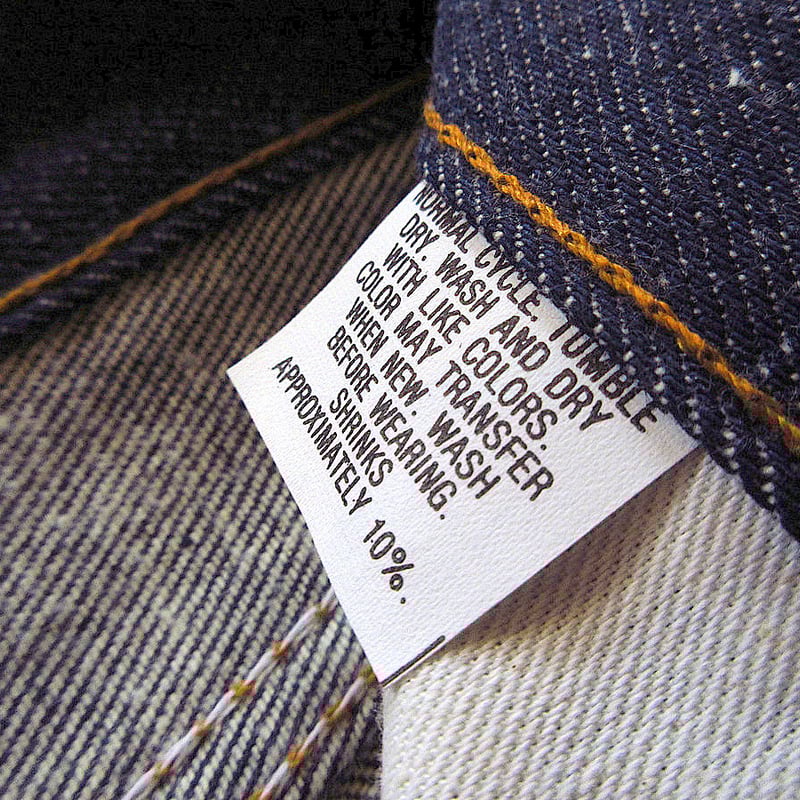 NORMAL CYCLE. TUMBLE
DRY. WASH AND DRY
WITH LIKE COLORS.
COLOR MAY TRANSFER
WHEN NEW. WASH
BEFORE WEARING.
SHRINKS
APPROXIMATELY 10%.